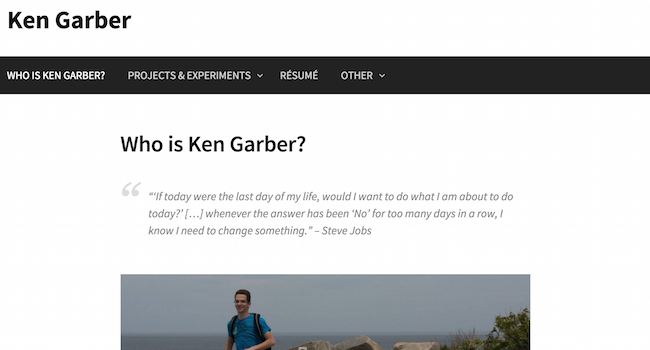 Ken Garber
WHO IS KEN GARBER? PROJECTS & EXPERIMENTS RÉSUMÉ OTHER
Who is Ken Garber?
“‘If today were the last day of my life, would I want to do what I am about to do
today?’ […] whenever the answer has been ‘No’ for too many days in a row, I
know I need to change something.” – Steve Jobs